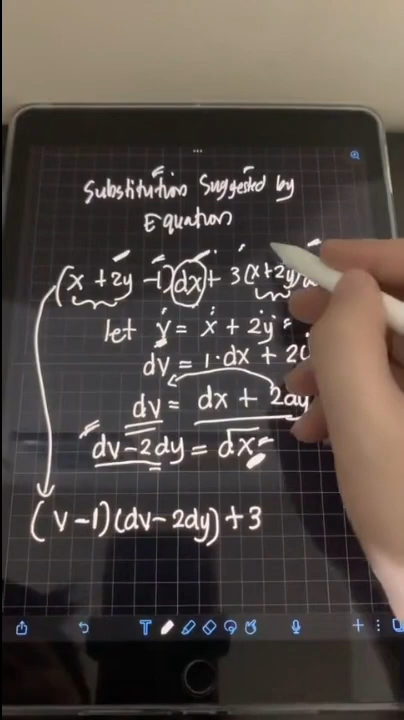 Substitution Suggested by
Equation
(x + 2y - 1) dx + 3(x + 2y)
let v = x + 2y
dv = 1·dx + 2
dv = dx + 2dy
dv - 2dy = dx
(v - 1)(dv - 2dy) + 3
T